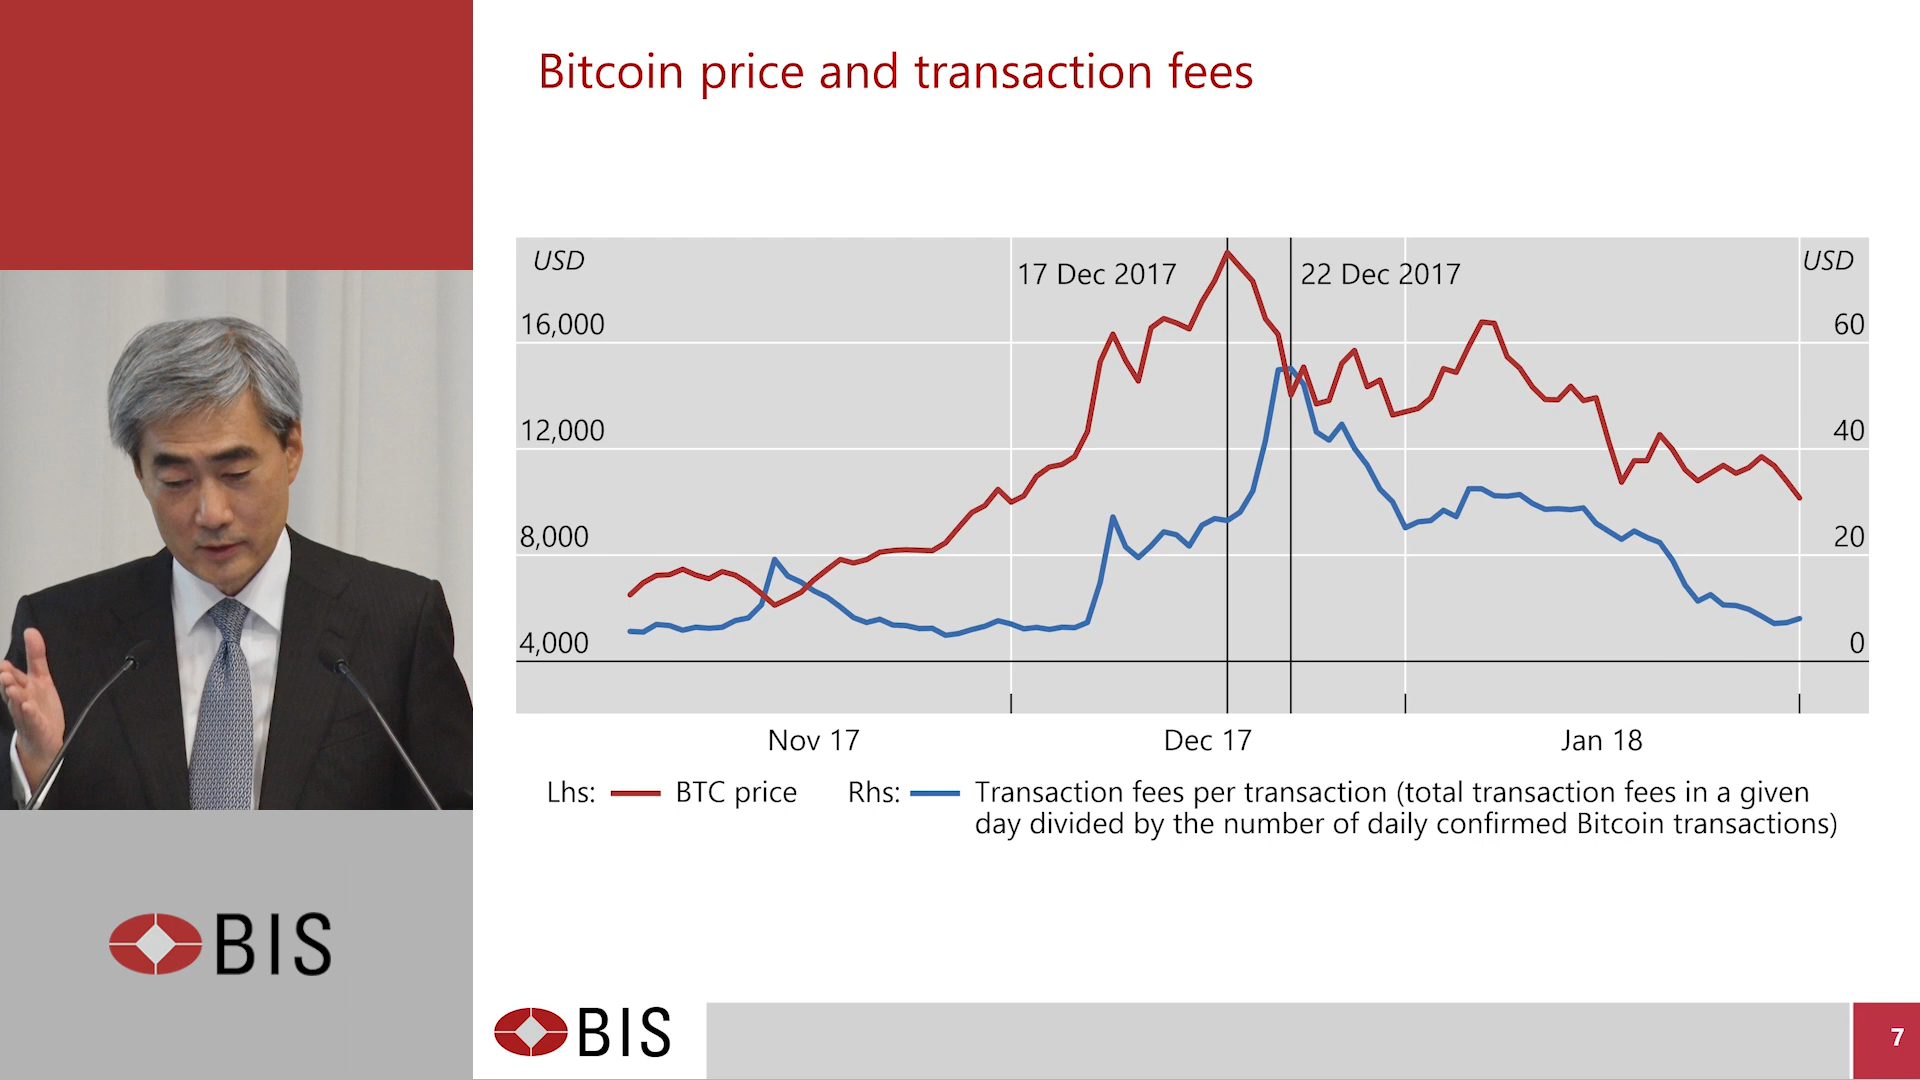 Bitcoin price and transaction fees
USD
USD
17 Dec 2017
22 Dec 2017
16,000
60
12,000
40
8,000
20
4,000
0
Nov 17
Dec 17
Jan 18
Lhs: BTC price
Rhs: Transaction fees per transaction (total transaction fees in a given
day divided by the number of daily confirmed Bitcoin transactions)
BIS
BIS
7